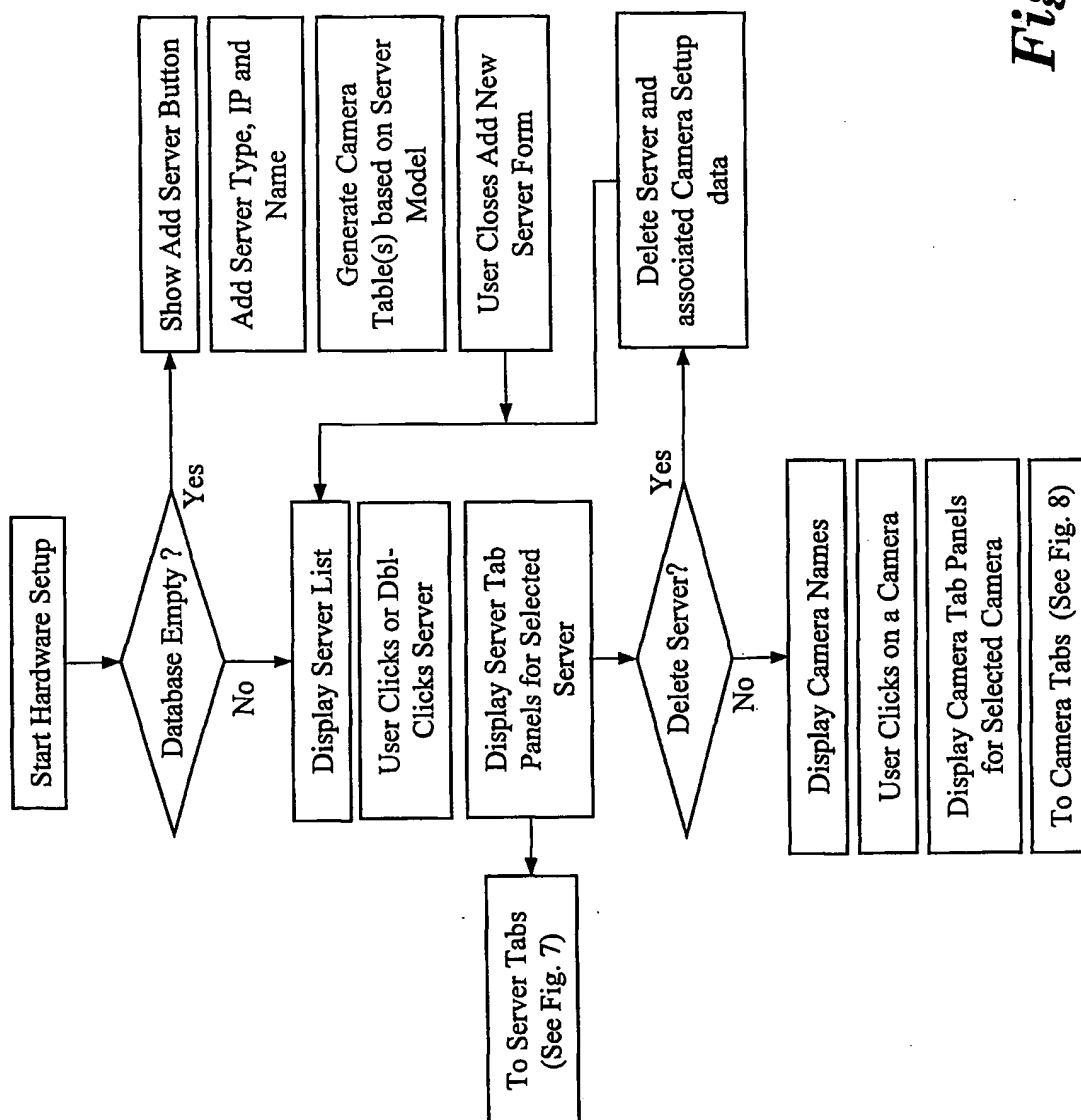 Start Hardware Setup
Database Empty ?
Yes
No
Show Add Server Button
Add Server Type, IP and
Name
Generate Camera
Table(s) based on Server
Model
User Closes Add New
Server Form
Display Server List
User Clicks or Dbl-
Clicks Server
Display Server Tab
Panels for Selected
Server
To Server Tabs
(See Fig. 7)
Delete Server?
Yes
No
Delete Server and
associated Camera Setup
data
Display Camera Names
User Clicks on a Camera
Display Camera Tab Panels
for Selected Camera
To Camera Tabs (See Fig. 8)